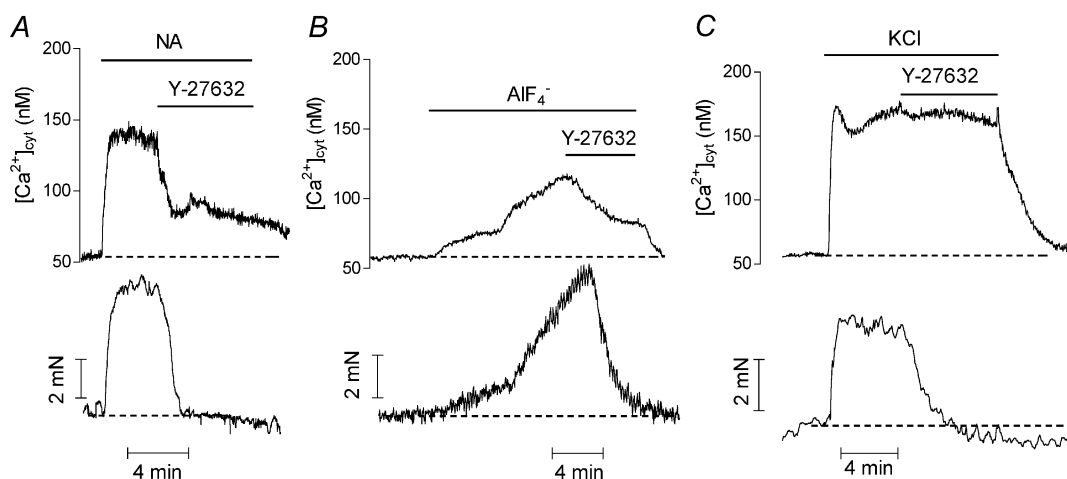 A
NA
Y-27632
200
150
100
50
[Ca²⁺]cyt (nM)
2 mN
4 min
B
AlF₄⁻
Y-27632
200
150
100
50
[Ca²⁺]cyt (nM)
2 mN
4 min
C
KCl
Y-27632
200
150
100
50
[Ca²⁺]cyt (nM)
2 mN
4 min